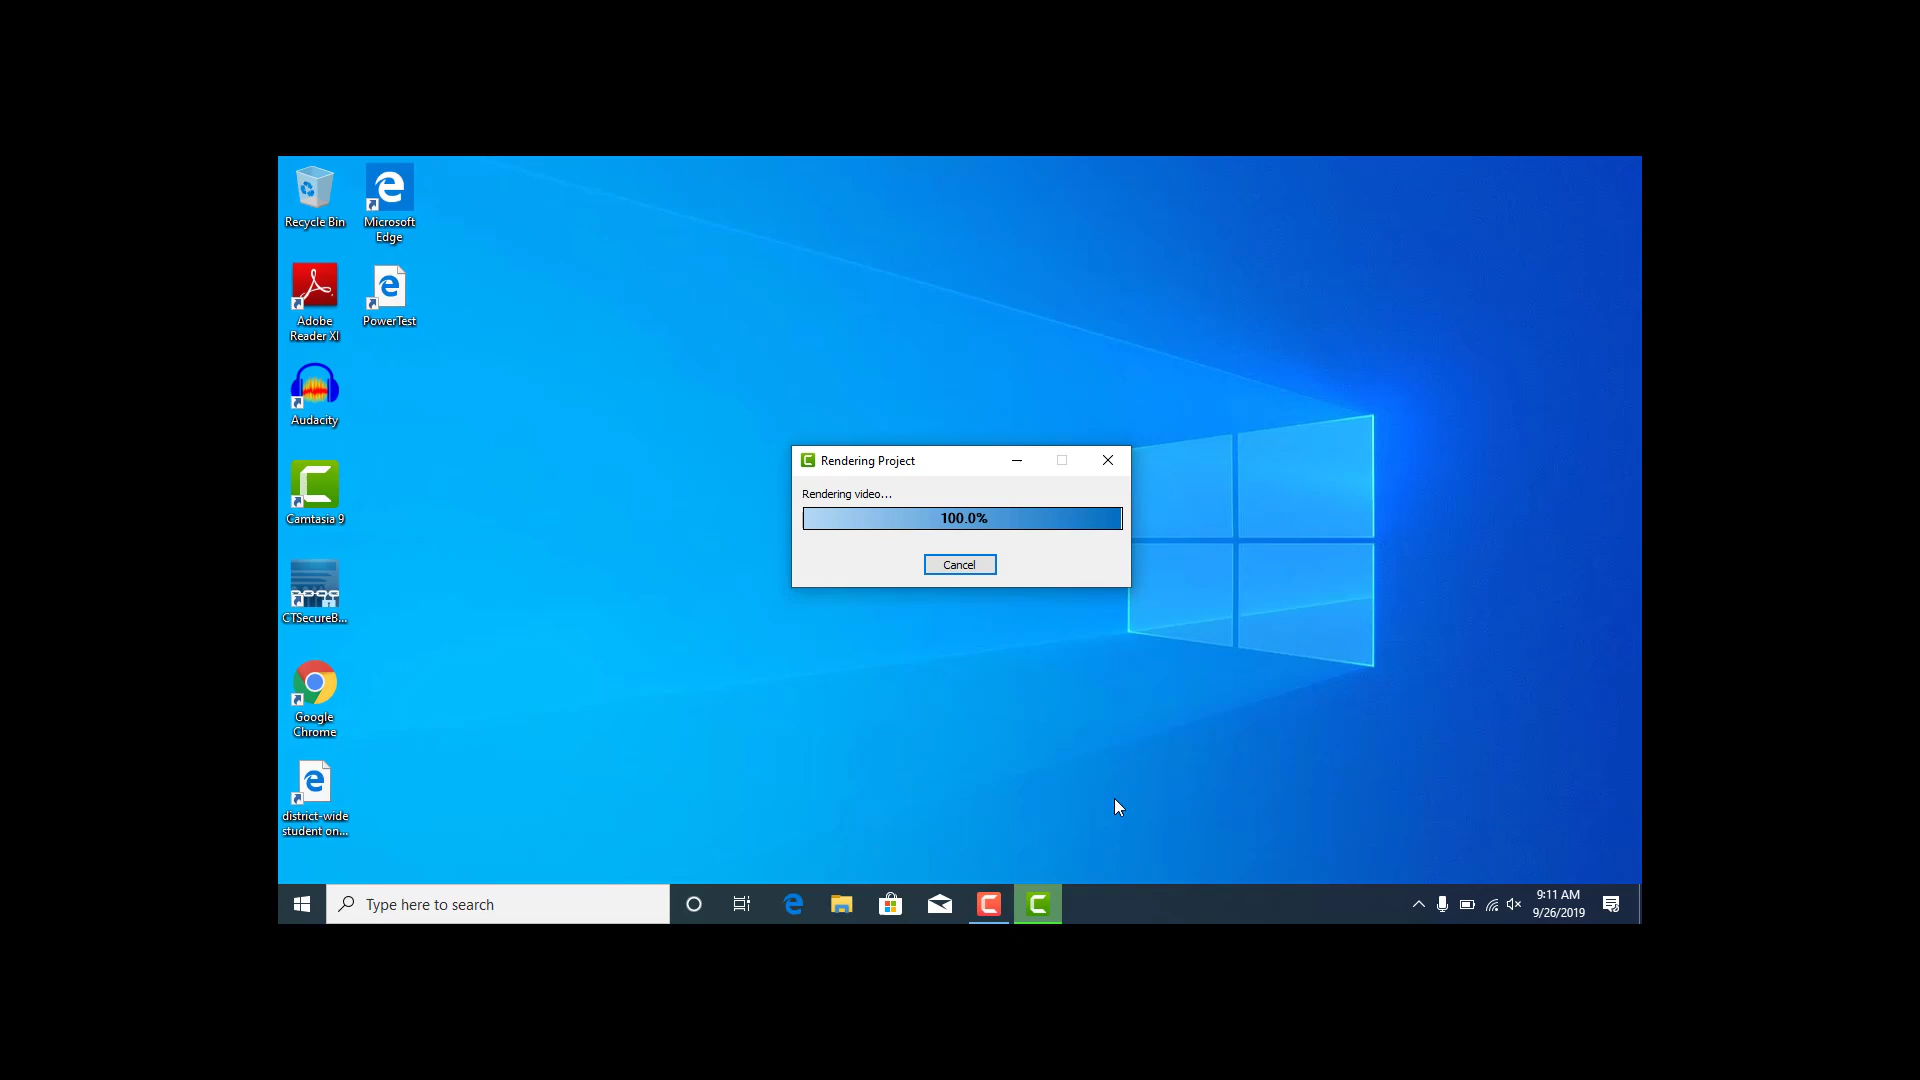 Recycle Bin
Microsoft
Edge
Adobe
Reader XI
PowerTest
Audacity
Camtasia 9
CTSecureB...
Google
Chrome
district-wide
student on...
Rendering Project
Rendering video...
100.0%
Cancel
Type here to search
9:11 AM
9/26/2019